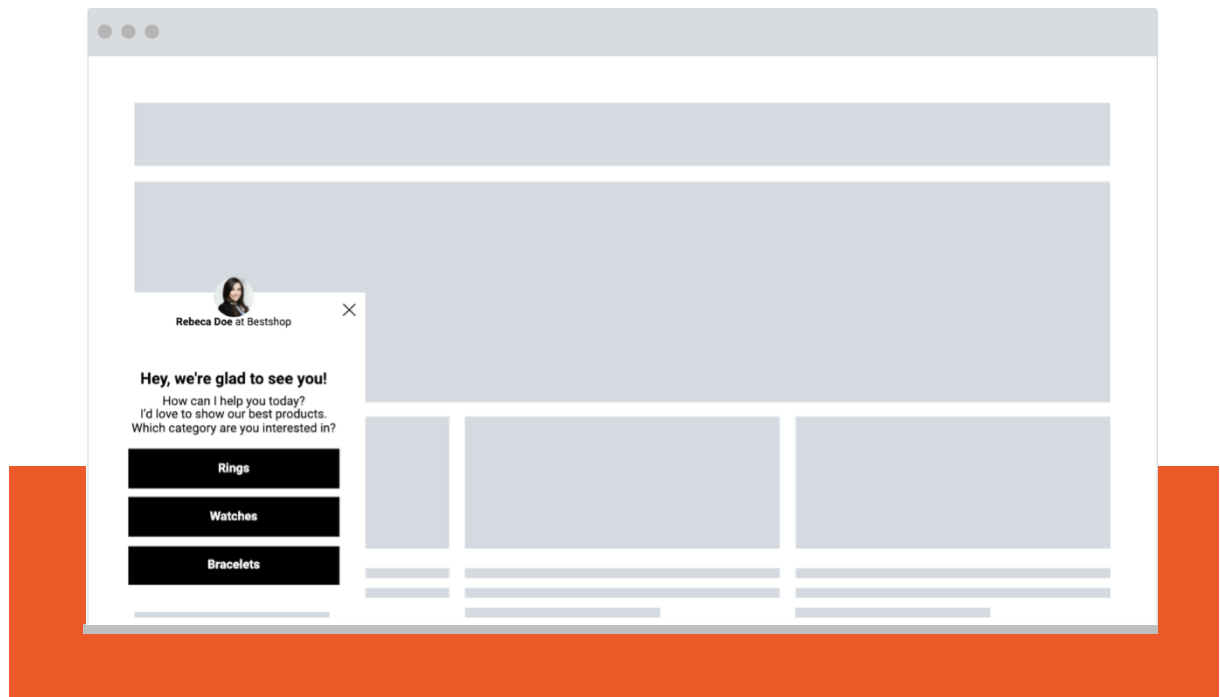 Rebeca Doe at Bestshop
Hey, we're glad to see you!
How can I help you today?
I'd love to show our best products.
Which category are you interested in?
Rings
Watches
Bracelets